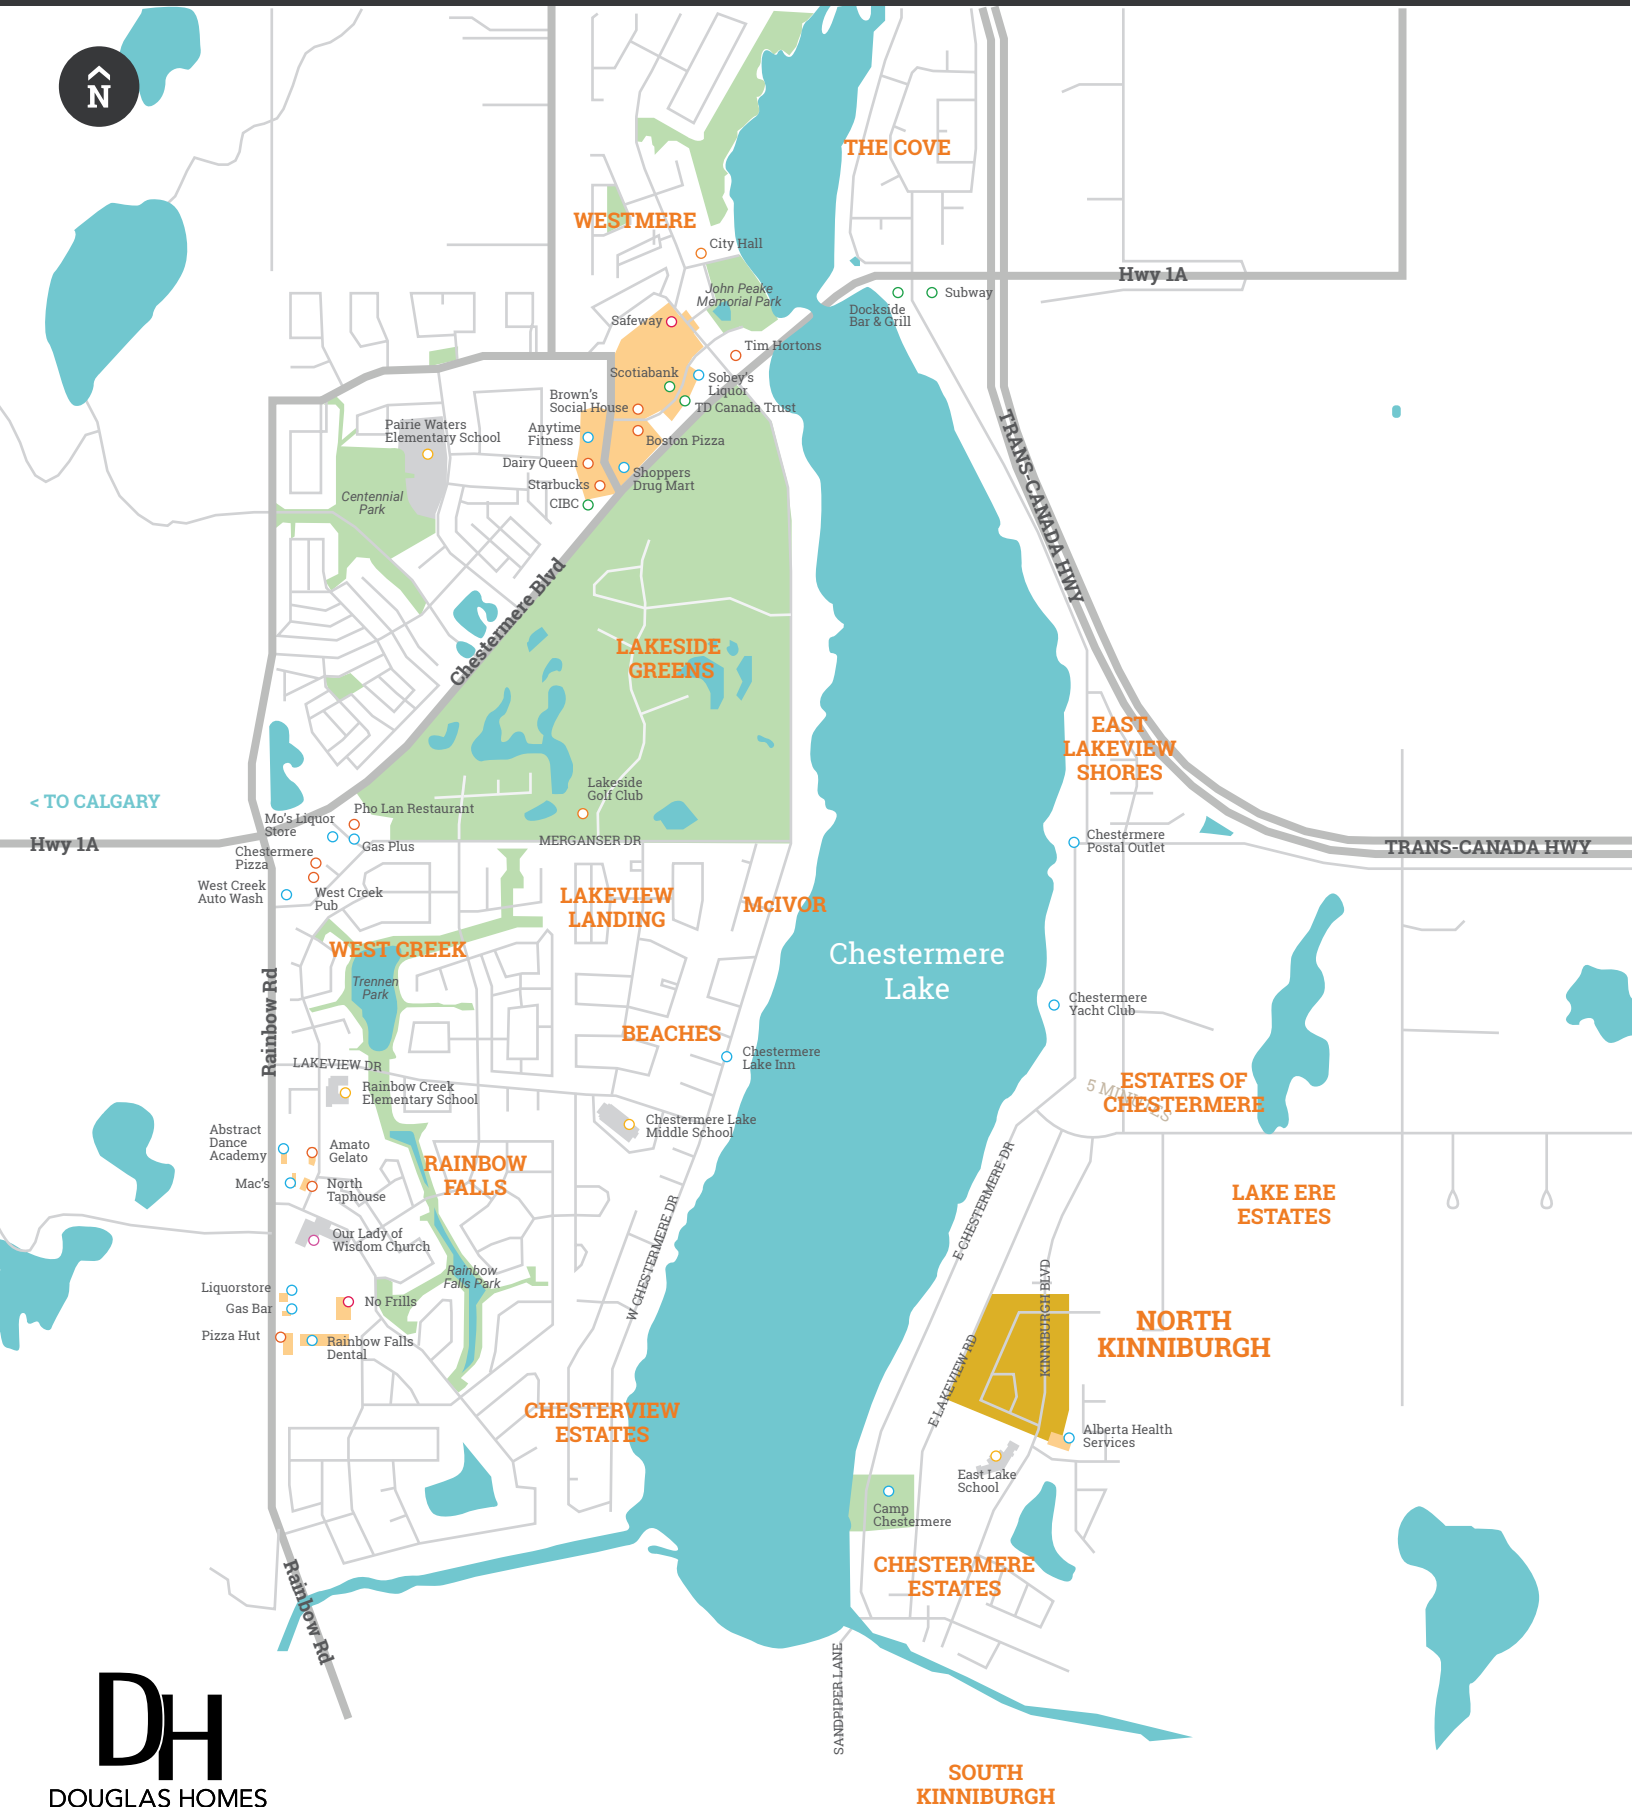 N
THE COVE
WESTMERE
City Hall
John Peake
Memorial Park
Hwy 1A
Subway
Dockside
Bar & Grill
Safeway
Tim Hortons
Scotiabank
Sobey's
Liquor
Brown's
Social House
TD Canada Trust
Pairie Waters
Elementary School
Anytime
Fitness
Boston Pizza
Dairy Queen
Shoppers
Drug Mart
Starbucks
CIBC
Centennial
Park
TRANS-CANADA HWY
Chestermere Blvd
LAKESIDE
GREENS
EAST
LAKEVIEW
SHORES
< TO CALGARY
Hwy 1A
Lakeside
Golf Club
Pho Lan Restaurant
Mo's Liquor
Store
Gas Plus
MERGANSER DR
Chestermere
Postal Outlet
TRANS-CANADA HWY
Chestermere
Pizza
West Creek
Auto Wash
West Creek
Pub
LAKEVIEW
LANDING
McIVOR
WEST CREEK
Trennen
Park
Chestermere
Lake
Rainbow Rd
Chestermere
Yacht Club
BEACHES
Chestermere
Lake Inn
LAKEVIEW DR
Rainbow Creek
Elementary School
5 MINUTES
ESTATES OF
CHESTERMERE
Chestermere Lake
Middle School
Abstract
Dance
Academy
Amato
Gelato
RAINBOW
FALLS
Mac's
North
Taphouse
LAKE ERE
ESTATES
E CHESTERMERE DR
W CHESTERMERE DR
Our Lady of
Wisdom Church
Rainbow
Falls Park
Liquorstore
Gas Bar
No Frills
Pizza Hut
Rainbow Falls
Dental
KINNIBURGH BLVD
NORTH
KINNIBURGH
E LAKEVIEW RD
CHESTERVIEW
ESTATES
Alberta Health
Services
East Lake
School
Camp
Chestermere
CHESTERMERE
ESTATES
Rainbow Rd
SANDPIPER LANE
DH
DOUGLAS HOMES
SOUTH
KINNIBURGH